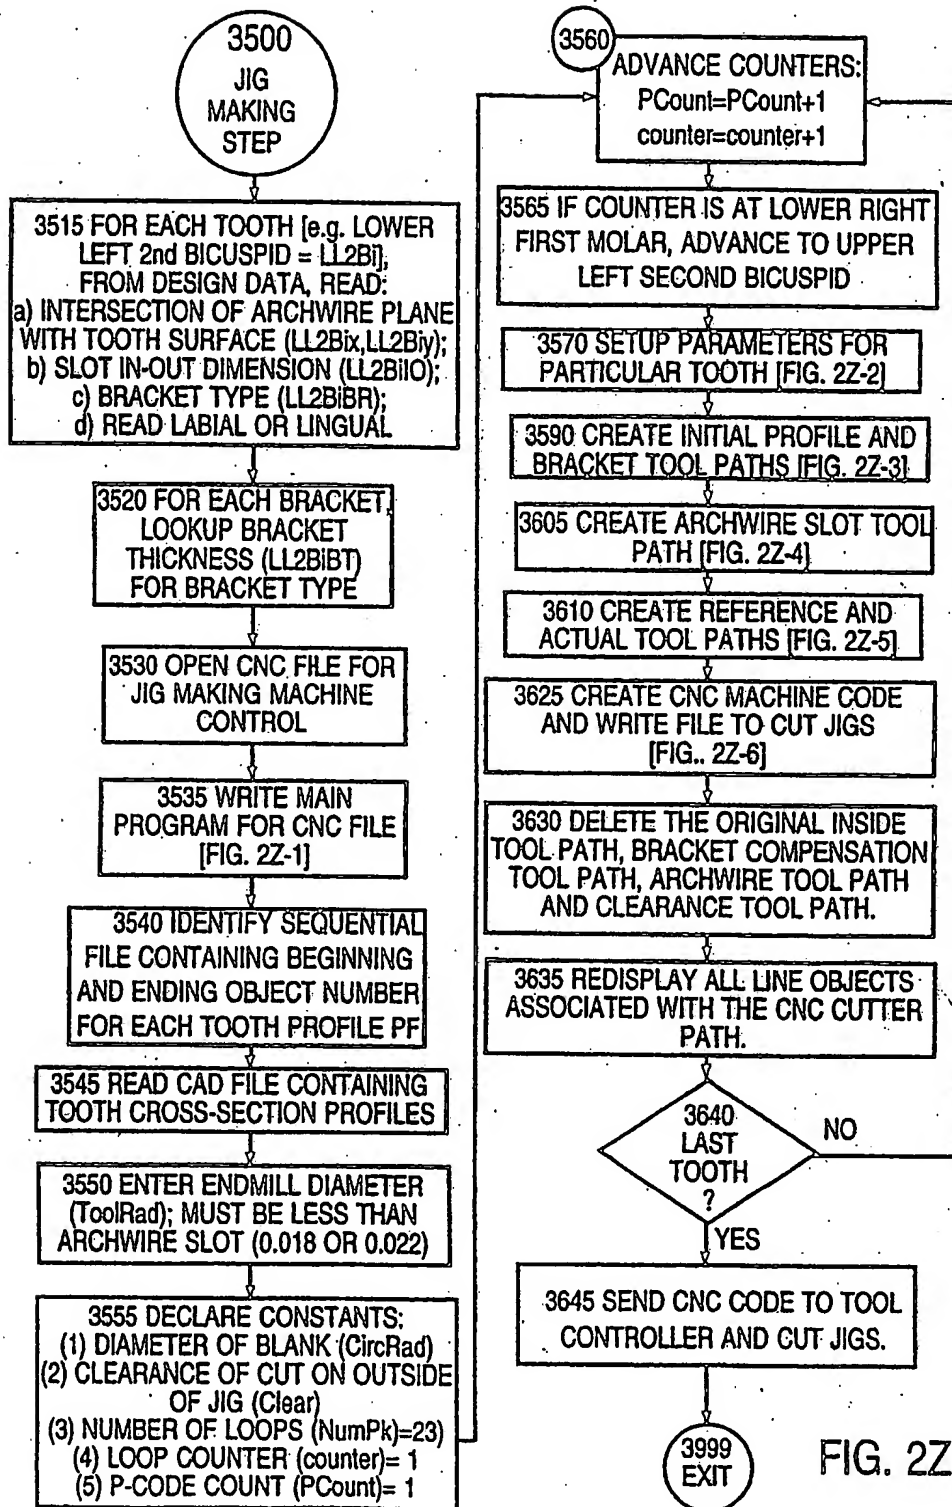 3500
JIG
MAKING
STEP
3515 FOR EACH TOOTH [e.g. LOWER
LEFT 2nd BICUSPID = LL2Bi],
FROM DESIGN DATA, READ:
a) INTERSECTION OF ARCHWIRE PLANE
WITH TOOTH SURFACE (LL2Bix,LL2Biy);
b) SLOT IN-OUT DIMENSION (LL2BiIO);
c) BRACKET TYPE (LL2BiBR);
d) READ LABIAL OR LINGUAL
3520 FOR EACH BRACKET,
LOOKUP BRACKET
THICKNESS (LL2BiBT)
FOR BRACKET TYPE
3530 OPEN CNC FILE FOR
JIG MAKING MACHINE
CONTROL
3535 WRITE MAIN
PROGRAM FOR CNC FILE
[FIG. 2Z-1]
3540 IDENTIFY SEQUENTIAL
FILE CONTAINING BEGINNING
AND ENDING OBJECT NUMBER
FOR EACH TOOTH PROFILE PF
3545 READ CAD FILE CONTAINING
TOOTH CROSS-SECTION PROFILES
3550 ENTER ENDMILL DIAMETER
(ToolRad); MUST BE LESS THAN
ARCHWIRE SLOT (0.018 OR 0.022)
3555 DECLARE CONSTANTS:
(1) DIAMETER OF BLANK (CircRad)
(2) CLEARANCE OF CUT ON OUTSIDE
OF JIG (Clear)
(3) NUMBER OF LOOPS (NumPk)=23)
(4) LOOP COUNTER (counter)= 1
(5) P-CODE COUNT (PCount)= 1
3560
ADVANCE COUNTERS:
PCount=PCount+1
counter=counter+1
3565 IF COUNTER IS AT LOWER RIGHT
FIRST MOLAR, ADVANCE TO UPPER
LEFT SECOND BICUSPID
3570 SETUP PARAMETERS FOR
PARTICULAR TOOTH [FIG. 2Z-2]
3590 CREATE INITIAL PROFILE AND
BRACKET TOOL PATHS [FIG. 2Z-3]
3605 CREATE ARCHWIRE SLOT TOOL
PATH [FIG. 2Z-4]
3610 CREATE REFERENCE AND
ACTUAL TOOL PATHS [FIG. 2Z-5]
3625 CREATE CNC MACHINE CODE
AND WRITE FILE TO CUT JIGS
[FIG.. 2Z-6]
3630 DELETE THE ORIGINAL INSIDE
TOOL PATH, BRACKET COMPENSATION
TOOL PATH, ARCHWIRE TOOL PATH
AND CLEARANCE TOOL PATH.
3635 REDISPLAY ALL LINE OBJECTS
ASSOCIATED WITH THE CNC CUTTER
PATH.
3640
LAST
TOOTH
?
NO
YES
3645 SEND CNC CODE TO TOOL
CONTROLLER AND CUT JIGS.
3999
EXIT
FIG. 2Z